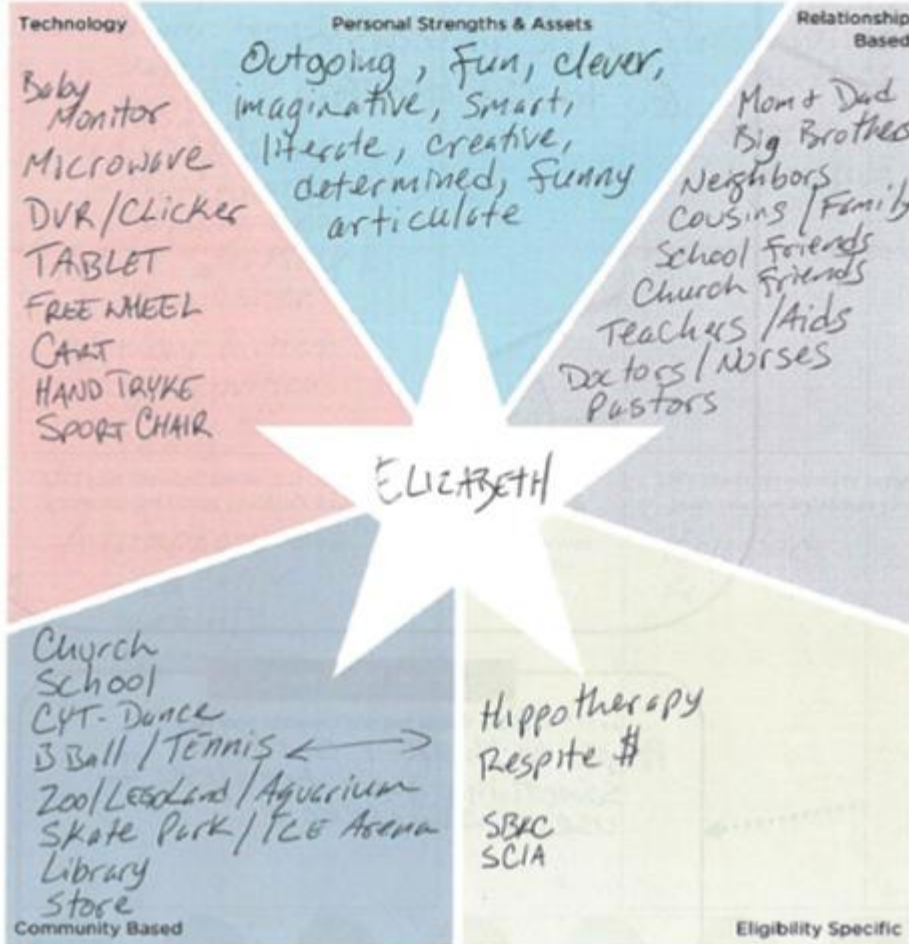 Technology
Baby
Monitor
Microwave
DVR/Clicker
TABLET
FREEWHEEL
CART
HAND TRYKE
SPORT CHAIR
Personal Strengths & Assets
Outgoing, fun, clever,
imaginative, smart,
literate, creative,
determined, funny
articulate
Relationship
Based
Mom & Dad
Big Brother
Neighbors
Cousins/Family
School friends
Church friends
Teachers/Aids
Doctors/Nurses
Pastors
ELIZABETH
Church
School
CYT-Dance
BBall/Tennis
Zoo/Legoland/Aquarium
Skate Park/ICE Arena
Library
Store
Community Based
Hippotherapy
Respite $
SBRC
SCIA
Eligibility Specific